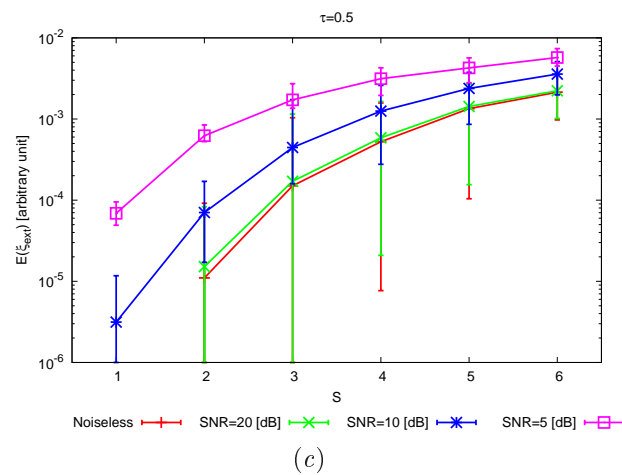 τ=0.5
10⁻²
10⁻³
10⁻⁴
10⁻⁵
10⁻⁶
E(ξ_ext) [arbitrary unit]
1 2 3 4 5 6
S
Noiseless SNR=20 [dB] SNR=10 [dB] SNR=5 [dB]
(c)